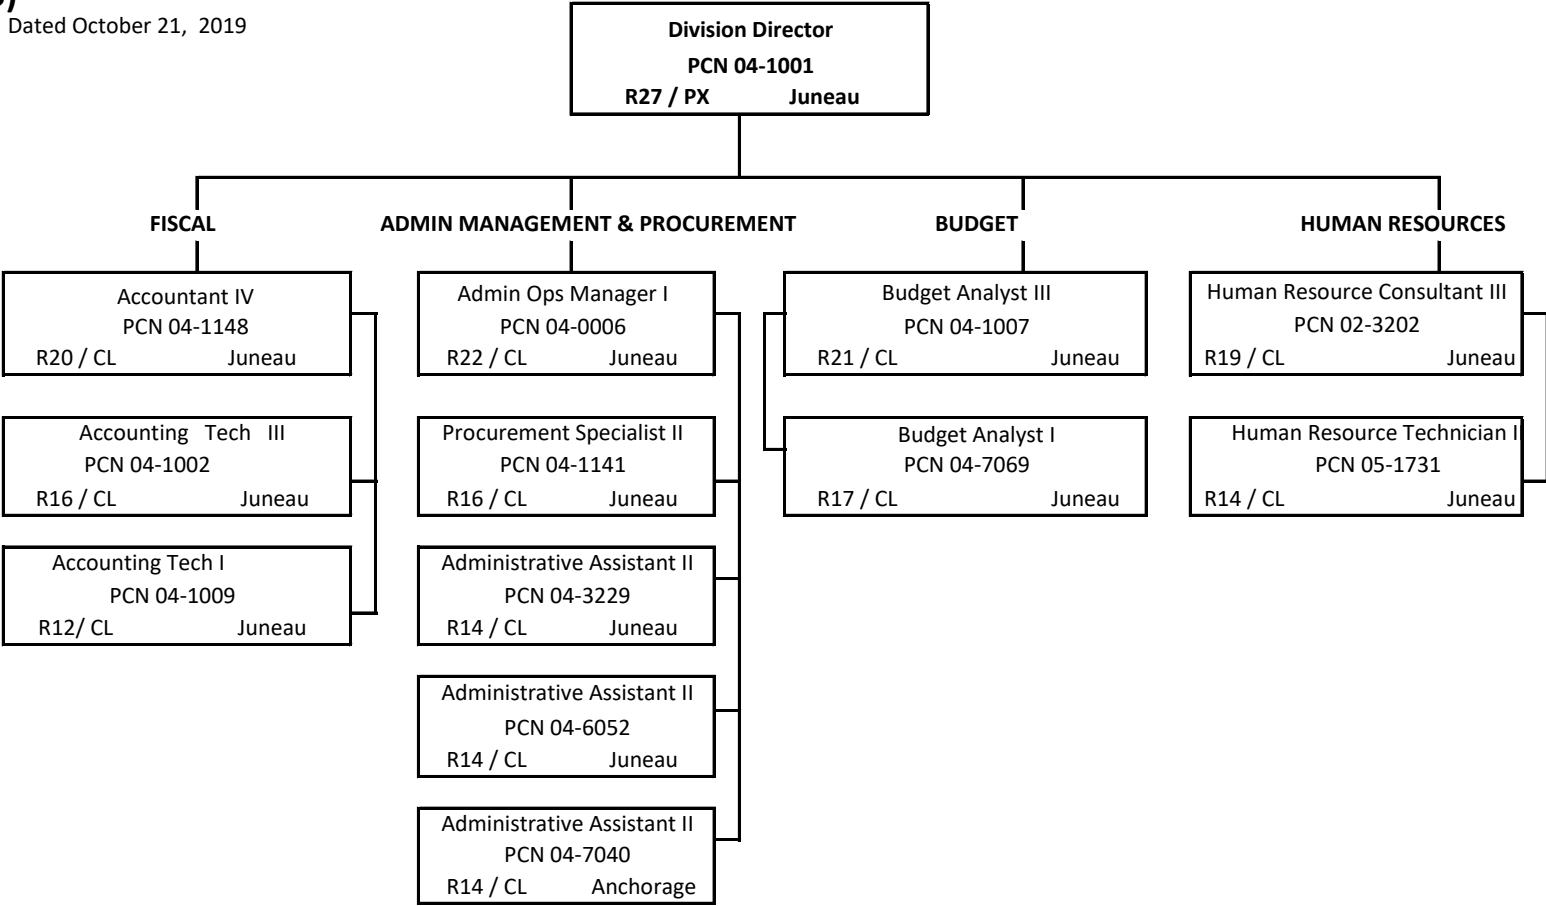 Dated October 21, 2019
Division Director
PCN 04-1001
R27 / PX Juneau
FISCAL
ADMIN MANAGEMENT & PROCUREMENT
BUDGET
HUMAN RESOURCES
Accountant IV
PCN 04-1148
R20 / CL Juneau
Accounting Tech III
PCN 04-1002
R16 / CL Juneau
Accounting Tech I
PCN 04-1009
R12/ CL Juneau
Admin Ops Manager I
PCN 04-0006
R22 / CL Juneau
Procurement Specialist II
PCN 04-1141
R16 / CL Juneau
Administrative Assistant II
PCN 04-3229
R14 / CL Juneau
Administrative Assistant II
PCN 04-6052
R14 / CL Juneau
Administrative Assistant II
PCN 04-7040
R14 / CL Anchorage
Budget Analyst III
PCN 04-1007
R21 / CL Juneau
Budget Analyst I
PCN 04-7069
R17 / CL Juneau
Human Resource Consultant III
PCN 02-3202
R19 / CL Juneau
Human Resource Technician
PCN 05-1731
R14 / CL Juneau